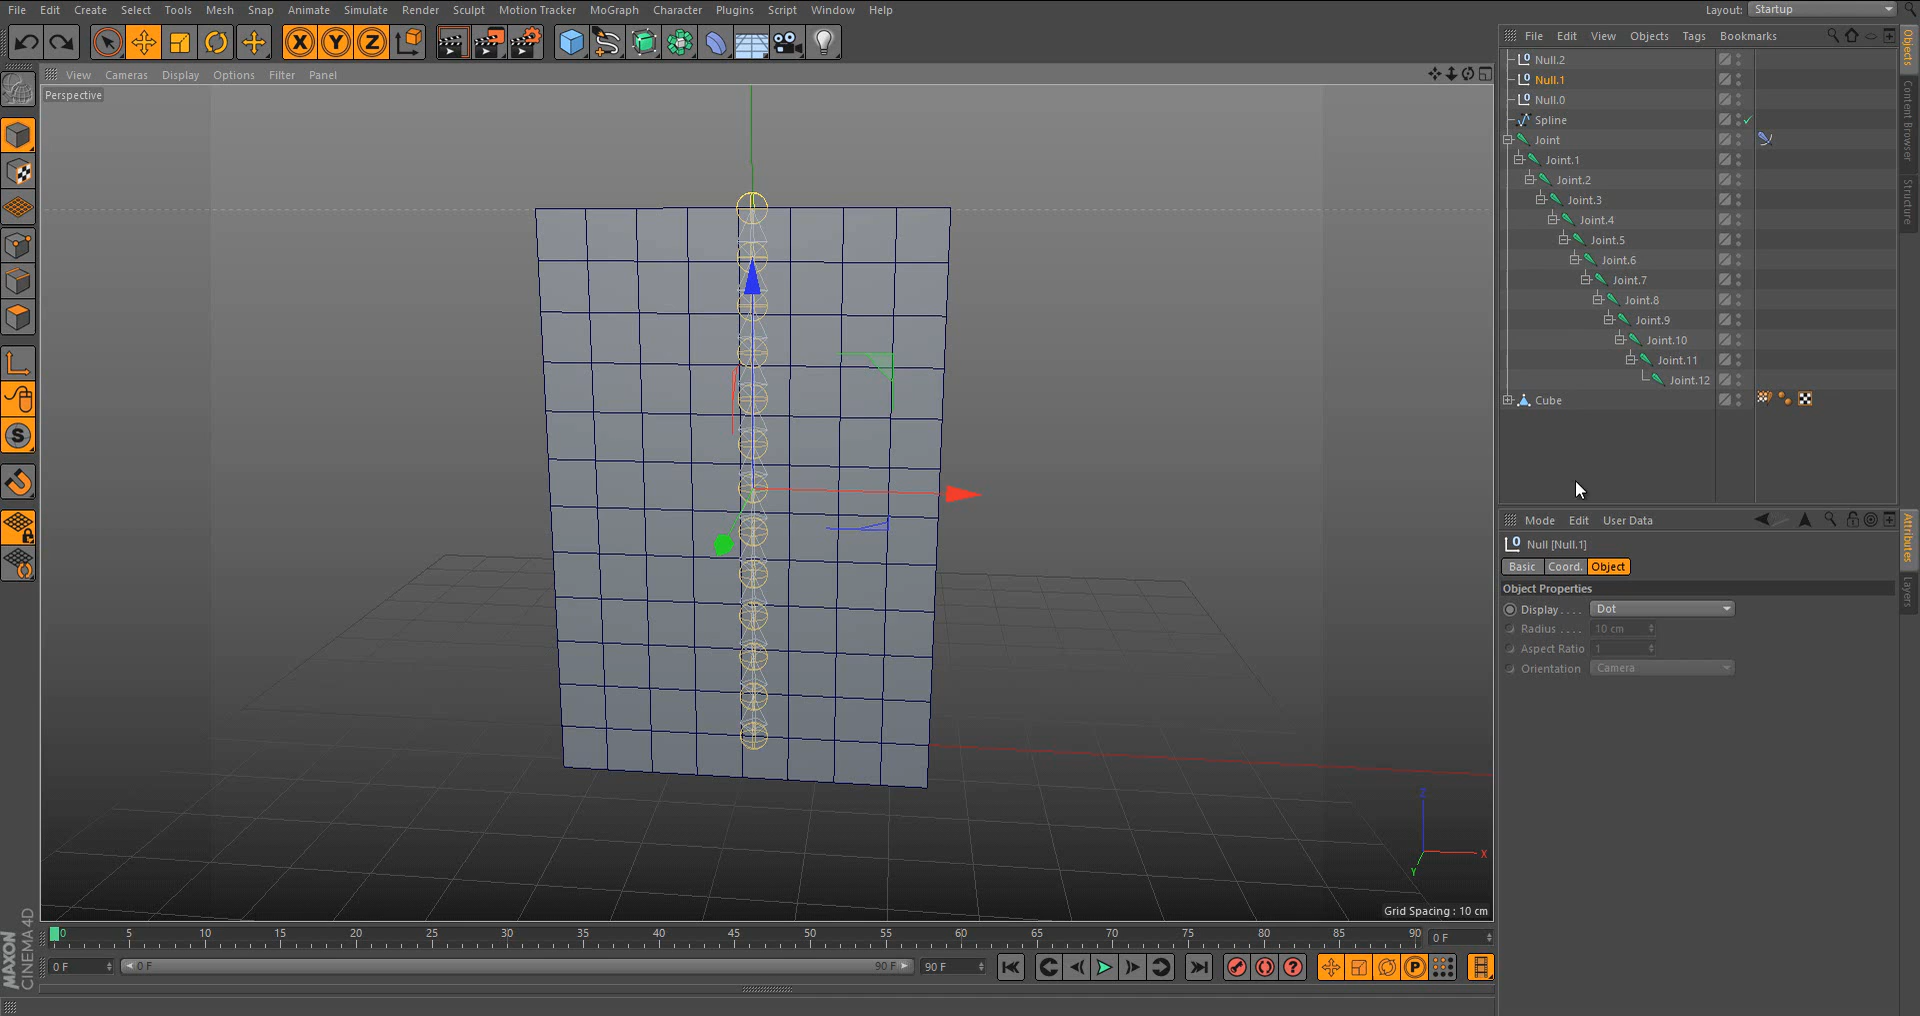 File Edit Create Select Tools Mesh Snap Animate Simulate Render Sculpt Motion Tracker MoGraph Character Plugins Script Window Help
Layout: Startup
X Y Z
File Edit View Objects Tags Bookmarks
View Cameras Display Options Filter Panel
Perspective
Null.2
Null.1
Null.0
Spline
Joint
Joint.1
Joint.2
Joint.3
Joint.4
Joint.5
Joint.6
Joint.7
Joint.8
Joint.9
Joint.10
Joint.11
Joint.12
Cube
Objects
Content Browser
Structure
S
Mode Edit User Data
Null [Null.1]
Basic Coord. Object
Object Properties
Display . . . . Dot
Radius . . . . 10 cm
Aspect Ratio 1
Orientation Camera
Attributes
Layers
Z
X
Y
Grid Spacing : 10 cm
0 5 10 15 20 25 30 35 40 45 50 55 60 65 70 75 80 85 90
0 F
0 F 0 F 90 F 90 F
P
MAXON
CINEMA 4D